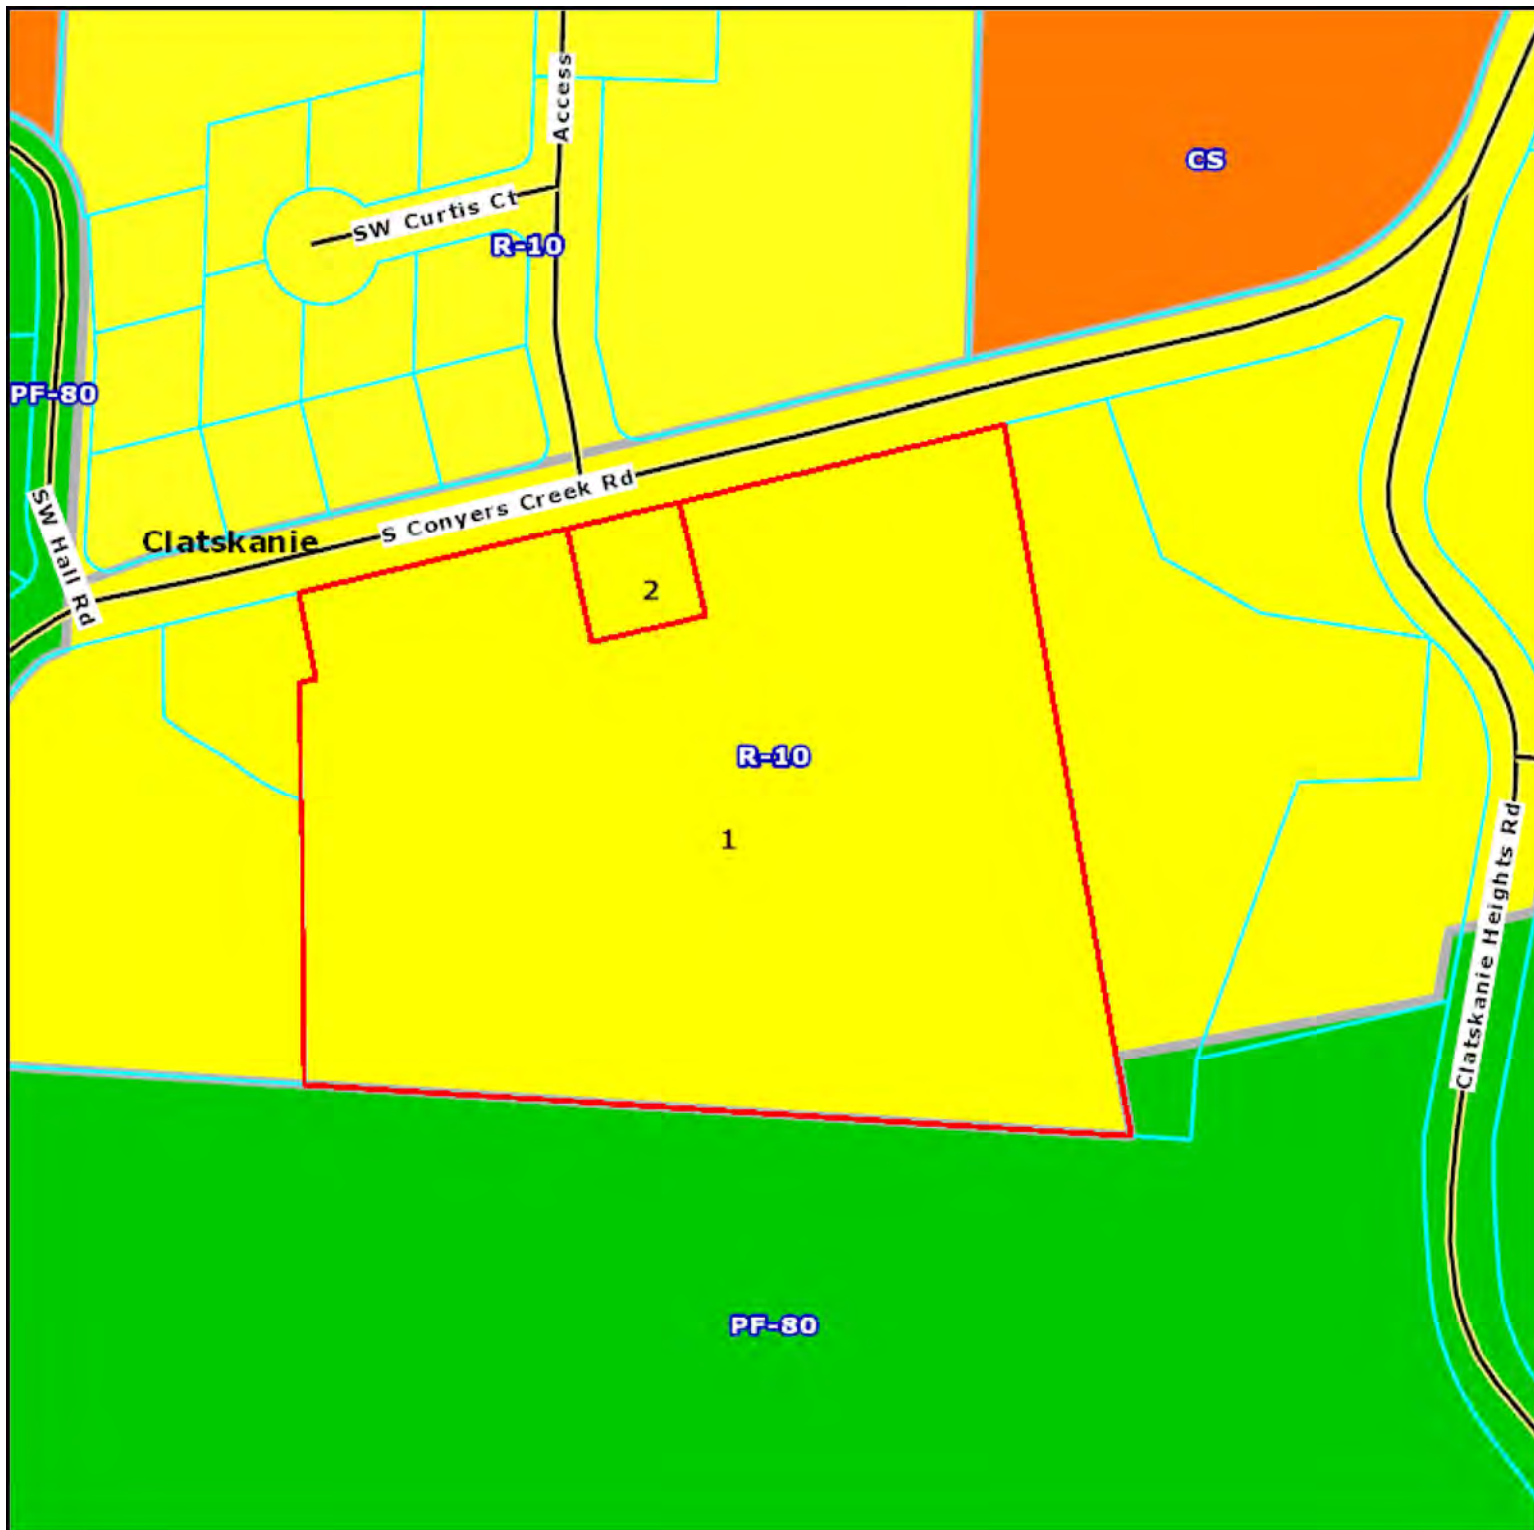 Access
CS
SW Curtis Ct
R-10
PF-80
S Conyers Creek Rd
SW Hall Rd
Clatskanie
2
R-10
1
Clatskanie Heights Rd
PF-80